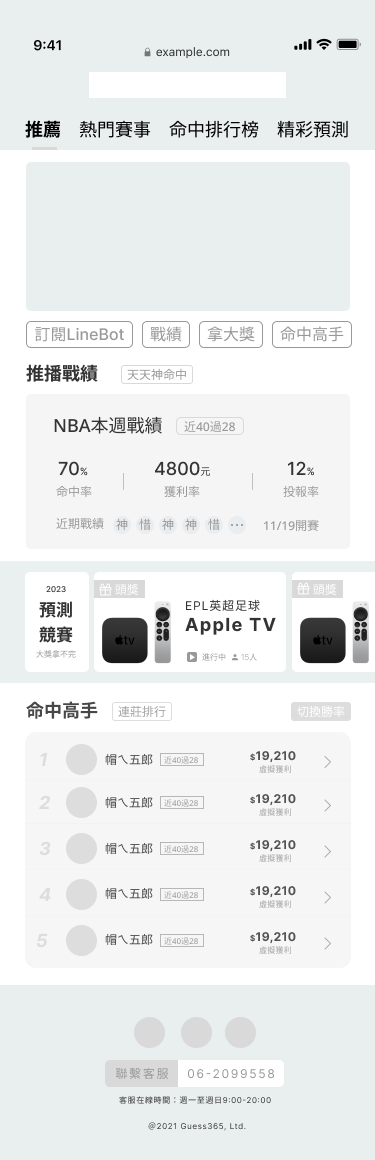 9:41
example.com
推薦 熱門賽事 命中排行榜 精彩預測
訂閱LineBot 戰績 拿大獎 命中高手
推播戰績 天天神命中
NBA本週戰績 近40過28
70% 4800元 12%
命中率 獲利率 投報率
近期戰績 神 惜 神 神 惜 ••• 11/19開賽
2023
預測
競賽
大獎拿不完
頭獎
tv
EPL英超足球
Apple TV
進行中 15人
頭獎
tv
命中高手 連莊排行 切換勝率
1 帽ㄟ五郎 近40過28 $19,210
虛擬獲利
2 帽ㄟ五郎 近40過28 $19,210
虛擬獲利
3 帽ㄟ五郎 近40過28 $19,210
虛擬獲利
4 帽ㄟ五郎 近40過28 $19,210
虛擬獲利
5 帽ㄟ五郎 近40過28 $19,210
虛擬獲利
聯繫客服 06-2099558
客服在線時間：週一至週日9:00-20:00
@2021 Guess365, Ltd.